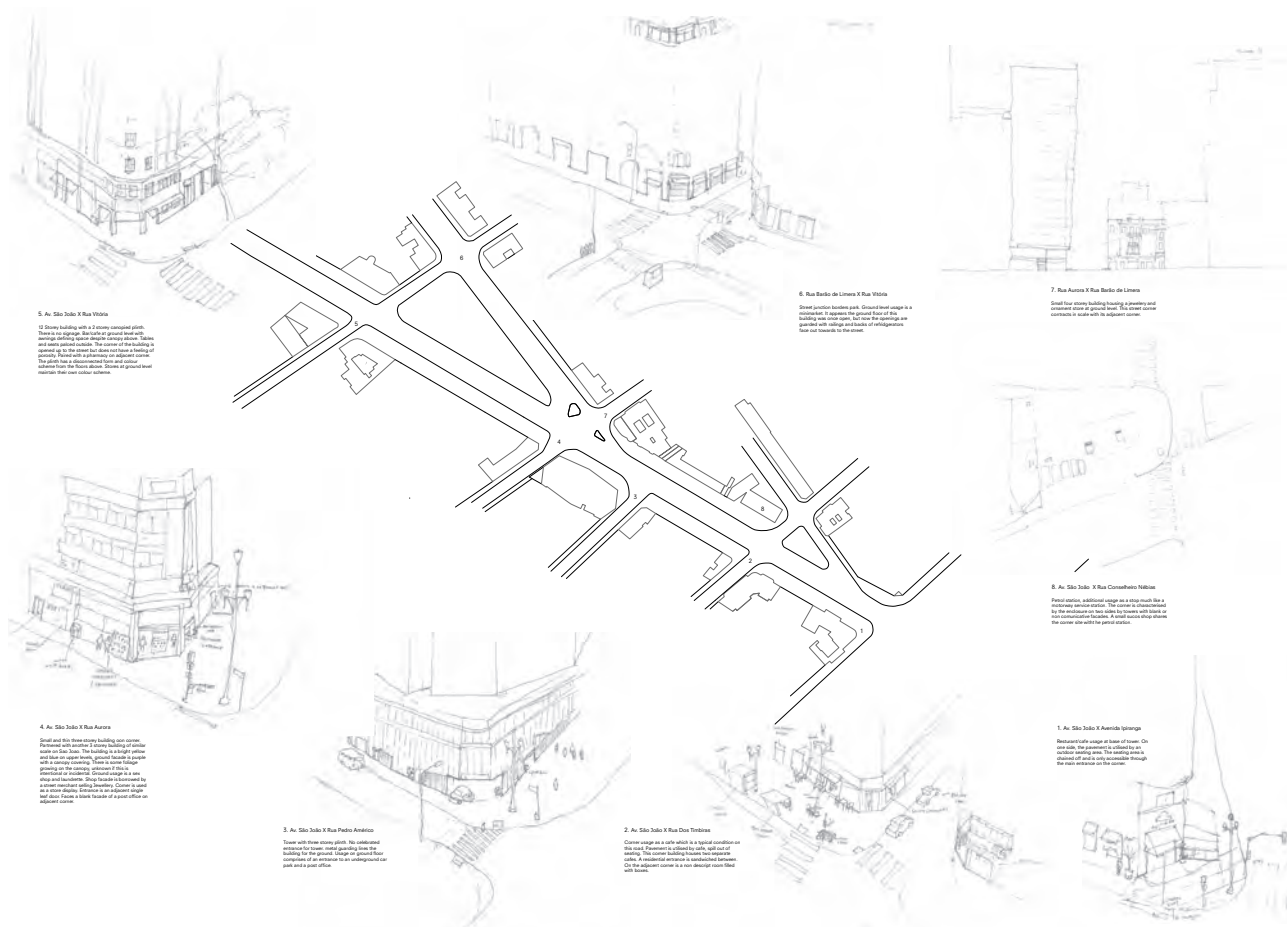 5. Av. São João X Rua Vitória
12 Storey building with a 2 storey canopied plinth.
There is no signage. Bar/cafe at ground level with
awnings defining space despite canopy above. Tables
and seats palced outside. The corner of the building is
opened up to the street but does not have a feeling of
porosity. Paired with a pharmacy on adjacent corner.
The plinth has a disconnected form and colour
scheme from the floors above. Stores at ground level
maintain their own colour scheme.
6. Rua Barão de Limera X Rua Vitória
Street junction borders park. Ground level usage is a
minimarket. It appears the ground floor of this
building was once open, but now the openings are
guarded with railings and backs of refridgerators
face out towards to the street.
7. Rua Aurora X Rua Barão de Limera
Small four storey building housing a jewelery and
ornament store at ground level. This street corner
contracts in scale with its adjacent corner.
8. Av. São João X Rua Conselheiro Nébias
Petrol station, additional usage as a stop much like a
motorway service station. The corner is characterised
by the enclosure on two sides by towers with blank or
non comunicative facades. A small sucos shop shares
the corner site witht he petrol station.
4. Av. São João X Rua Aurora
Small and thin three storey building oon corner.
Partnered with another 3 storey building of similar
scale on Sao Joao. The building is a bright yellow
and blue on upper levels, ground facade is purple
with a canopy covering. There is some foliage
growing on the canopy, unknown if this is
intentional or incidental. Ground usage is a sex
shop and laundrette. Shop facade is borrowed by
a street merchant selling Jewellery. Corner is used
as a store display. Entrance is an adjacent single
leaf door. Faces a blank facade of a post office on
adjacent corner.
3. Av. São João X Rua Pedro Américo
Tower with three storey plinth. No celebrated
entrance for tower. metal guarding lines the
building for the ground. Usage on ground floor
comprises of an entrance to an underground car
park and a post office.
2. Av. São João X Rua Dos Timbiras
Corner usage as a cafe which is a typical condition on
this road. Pavement is utilised by cafe, spill out of
seating. This corner building houses two separate
cafes. A residential entrance is sandwiched between.
On the adjacent corner is a non descript room filled
with boxes.
1. Av. São João X Avenida Ipiranga
Resturant/cafe usage at base of tower. On
one side, the pavement is utilised by an
outdoor seating area. The seating area is
chained off and is only accessible through
the main entrance on the corner.
6
5
7
4
3
8
2
1